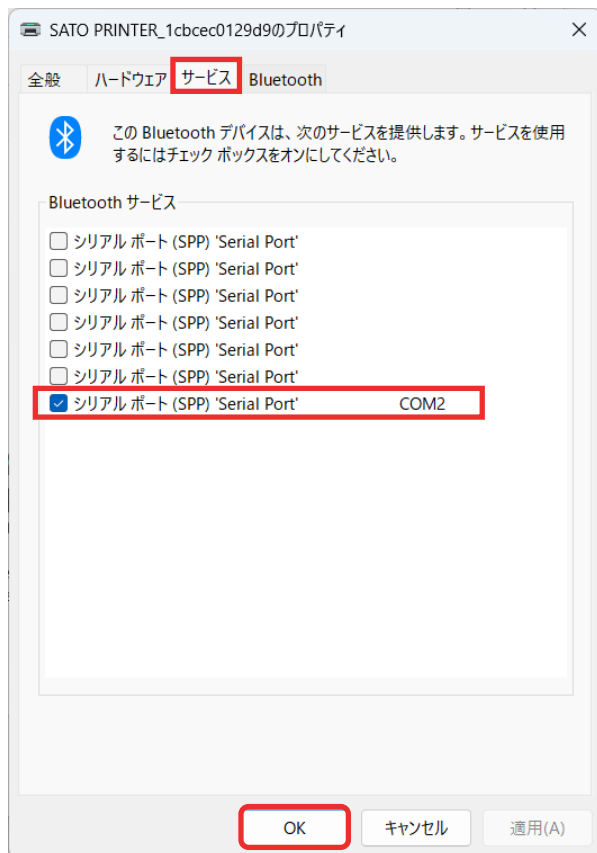 SATO PRINTER_1cbcec0129d9のプロパティ
全般 ハードウェア サービス Bluetooth
この Bluetooth デバイスは、次のサービスを提供します。サービスを使用
するにはチェック ボックスをオンにしてください。
Bluetooth サービス
シリアル ポート (SPP) 'Serial Port'
シリアル ポート (SPP) 'Serial Port'
シリアル ポート (SPP) 'Serial Port'
シリアル ポート (SPP) 'Serial Port'
シリアル ポート (SPP) 'Serial Port'
シリアル ポート (SPP) 'Serial Port'
シリアル ポート (SPP) 'Serial Port' COM2
OK キャンセル 適用(A)